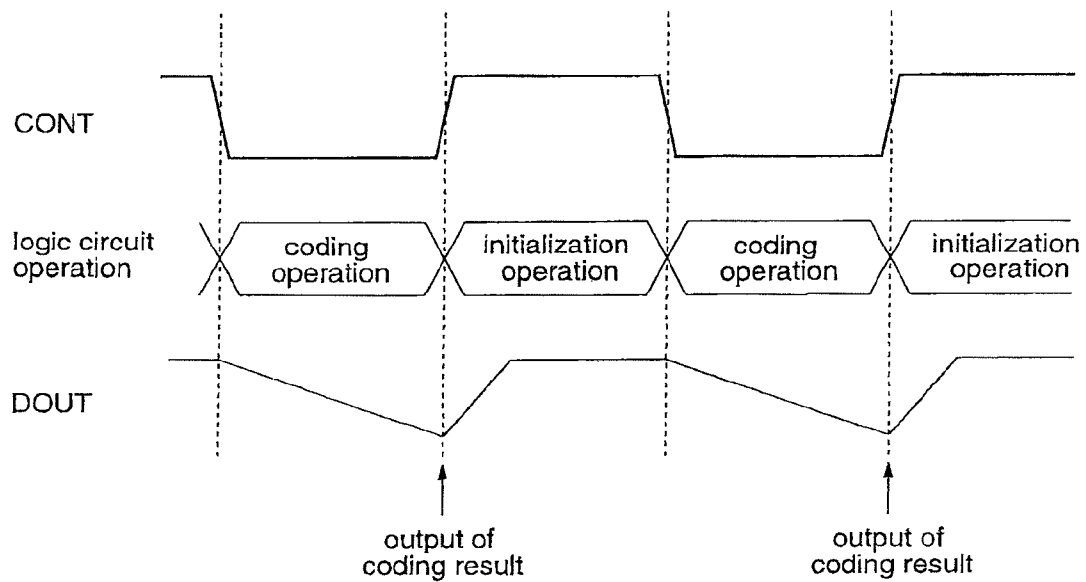 CONT
logic circuit
operation
coding
operation
initialization
operation
coding
operation
initialization
operation
DOUT
output of
coding result
output of
coding result